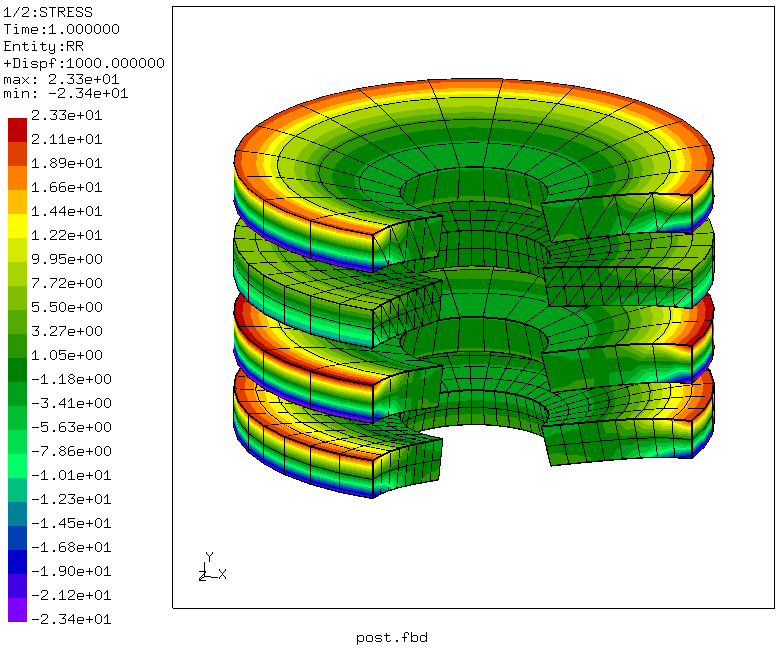 1/2:STRESS
Time:1.000000
Entity:RR
+Dispf:1000.000000
max: 2.33e+01
min: -2.34e+01
2.33e+01
2.11e+01
1.89e+01
1.66e+01
1.44e+01
1.22e+01
9.95e+00
7.72e+00
5.50e+00
3.27e+00
1.05e+00
-1.18e+00
-3.41e+00
-5.63e+00
-7.86e+00
-1.01e+01
-1.23e+01
-1.45e+01
-1.68e+01
-1.90e+01
-2.12e+01
-2.34e+01
Y
Z X
post.fbd